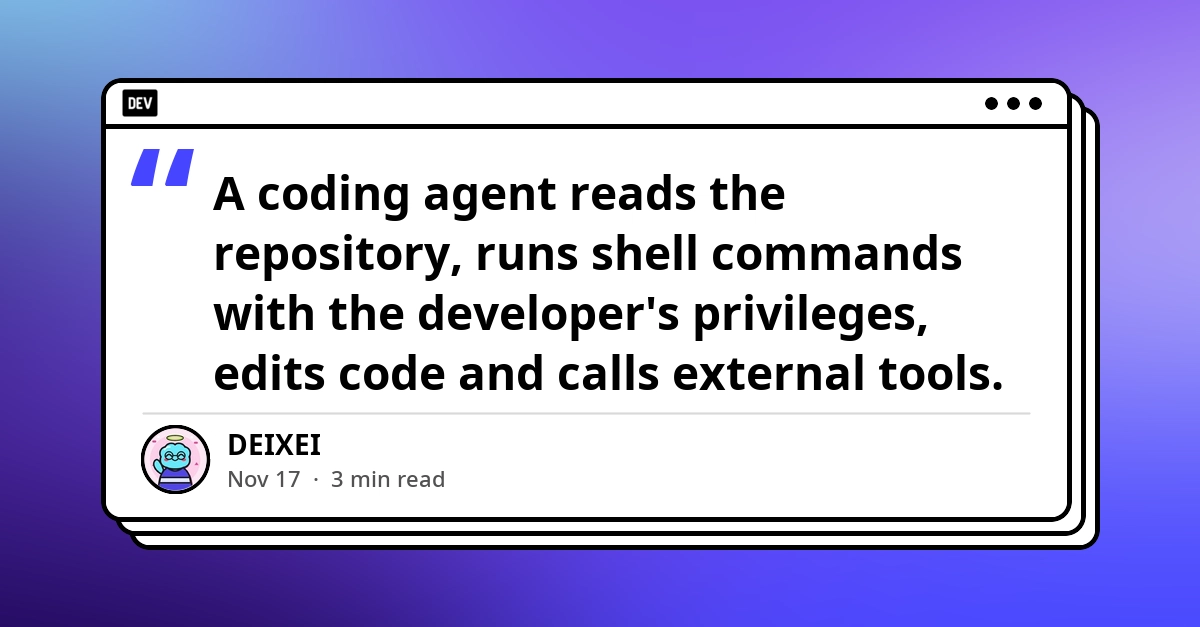 DEV
“
A coding agent reads the
repository, runs shell commands
with the developer's privileges,
edits code and calls external tools.
DEIXEI
Nov 17 · 3 min read